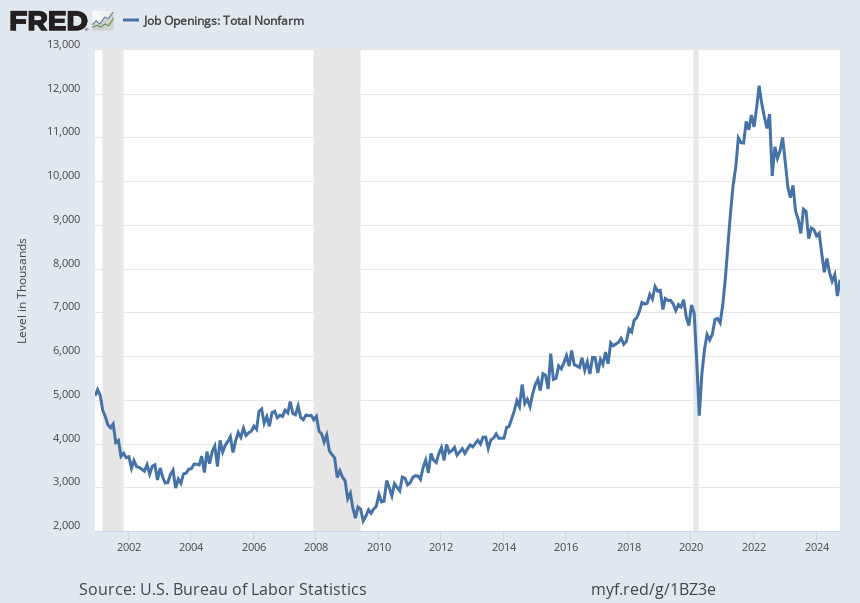 FRED
Job Openings: Total Nonfarm
13,000
12,000
11,000
10,000
9,000
8,000
7,000
6,000
5,000
4,000
3,000
2,000
Level in Thousands
2002 2004 2006 2008 2010 2012 2014 2016 2018 2020 2022 2024
Source: U.S. Bureau of Labor Statistics
myf.red/g/1BZ3e